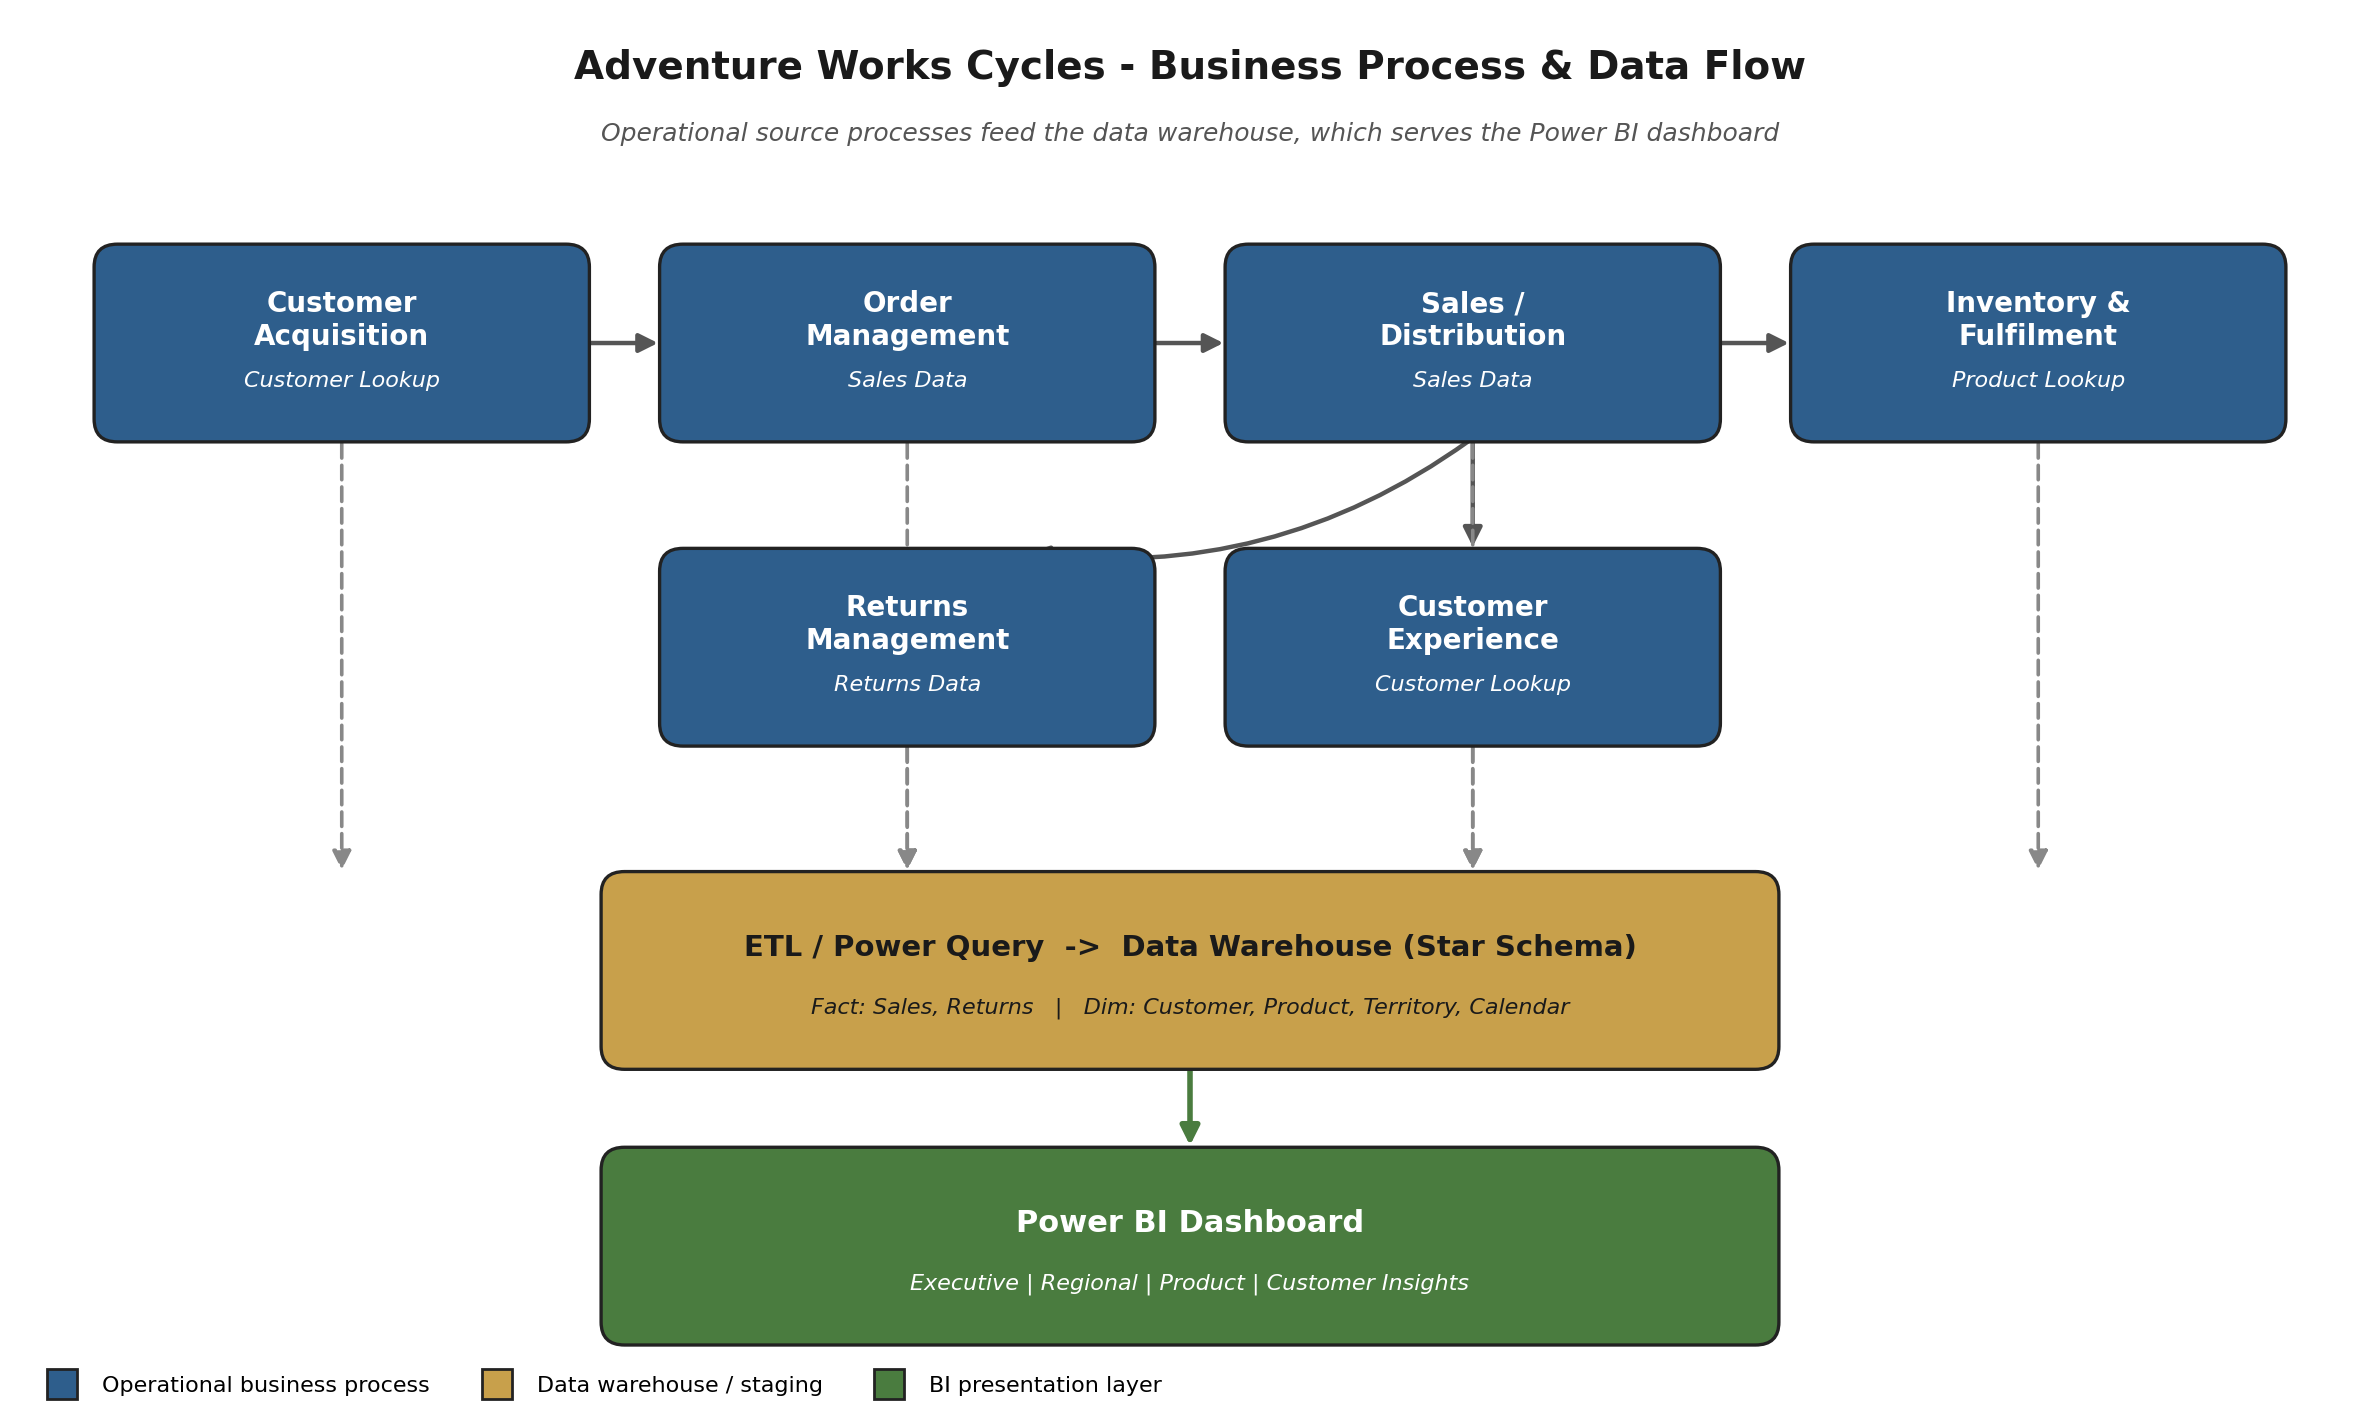 Adventure Works Cycles - Business Process & Data Flow
Operational source processes feed the data warehouse, which serves the Power BI dashboard
Customer
Acquisition
Customer Lookup
Order
Management
Sales Data
Sales /
Distribution
Sales Data
Inventory &
Fulfilment
Product Lookup
Returns
Management
Returns Data
Customer
Experience
Customer Lookup
ETL / Power Query -> Data Warehouse (Star Schema)
Fact: Sales, Returns | Dim: Customer, Product, Territory, Calendar
Power BI Dashboard
Executive | Regional | Product | Customer Insights
Operational business process
Data warehouse / staging
BI presentation layer